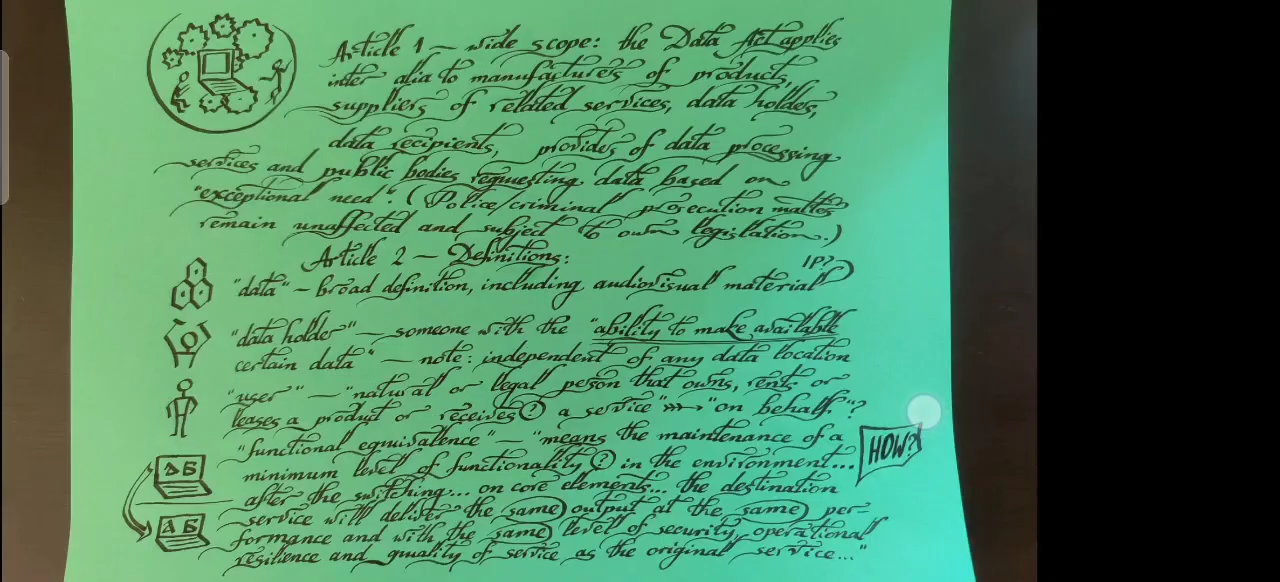 Article 1 – wide scope: the Data Act applies
inter alia to manufacturers of products,
suppliers of related services, data holders,
data recipients, provides of data processing
services and public bodies requesting data based on
"exceptional need". (Police/criminal prosecution mattes
remain unaffected and subject to own legistation.)
Article 2 – Definitions:
IP?
"data" – broad definition, including audiovisual material
"data holder" – someone with the "ability to make available
certain data" – note: independent of any data location
"user" – "natural or legal person that owns, rents or
leases a product or receives ? a service" "on behalf"?
"functional equivalence" – "means the maintenance of a
HOW?
minimum level of functionality ? in the environment...
after the switching... on core elements... the destination
service will deliver the same output at the same per-
formance and with the same level of security, operational
resilience and quality of service as the original service..."
A Б
A Б